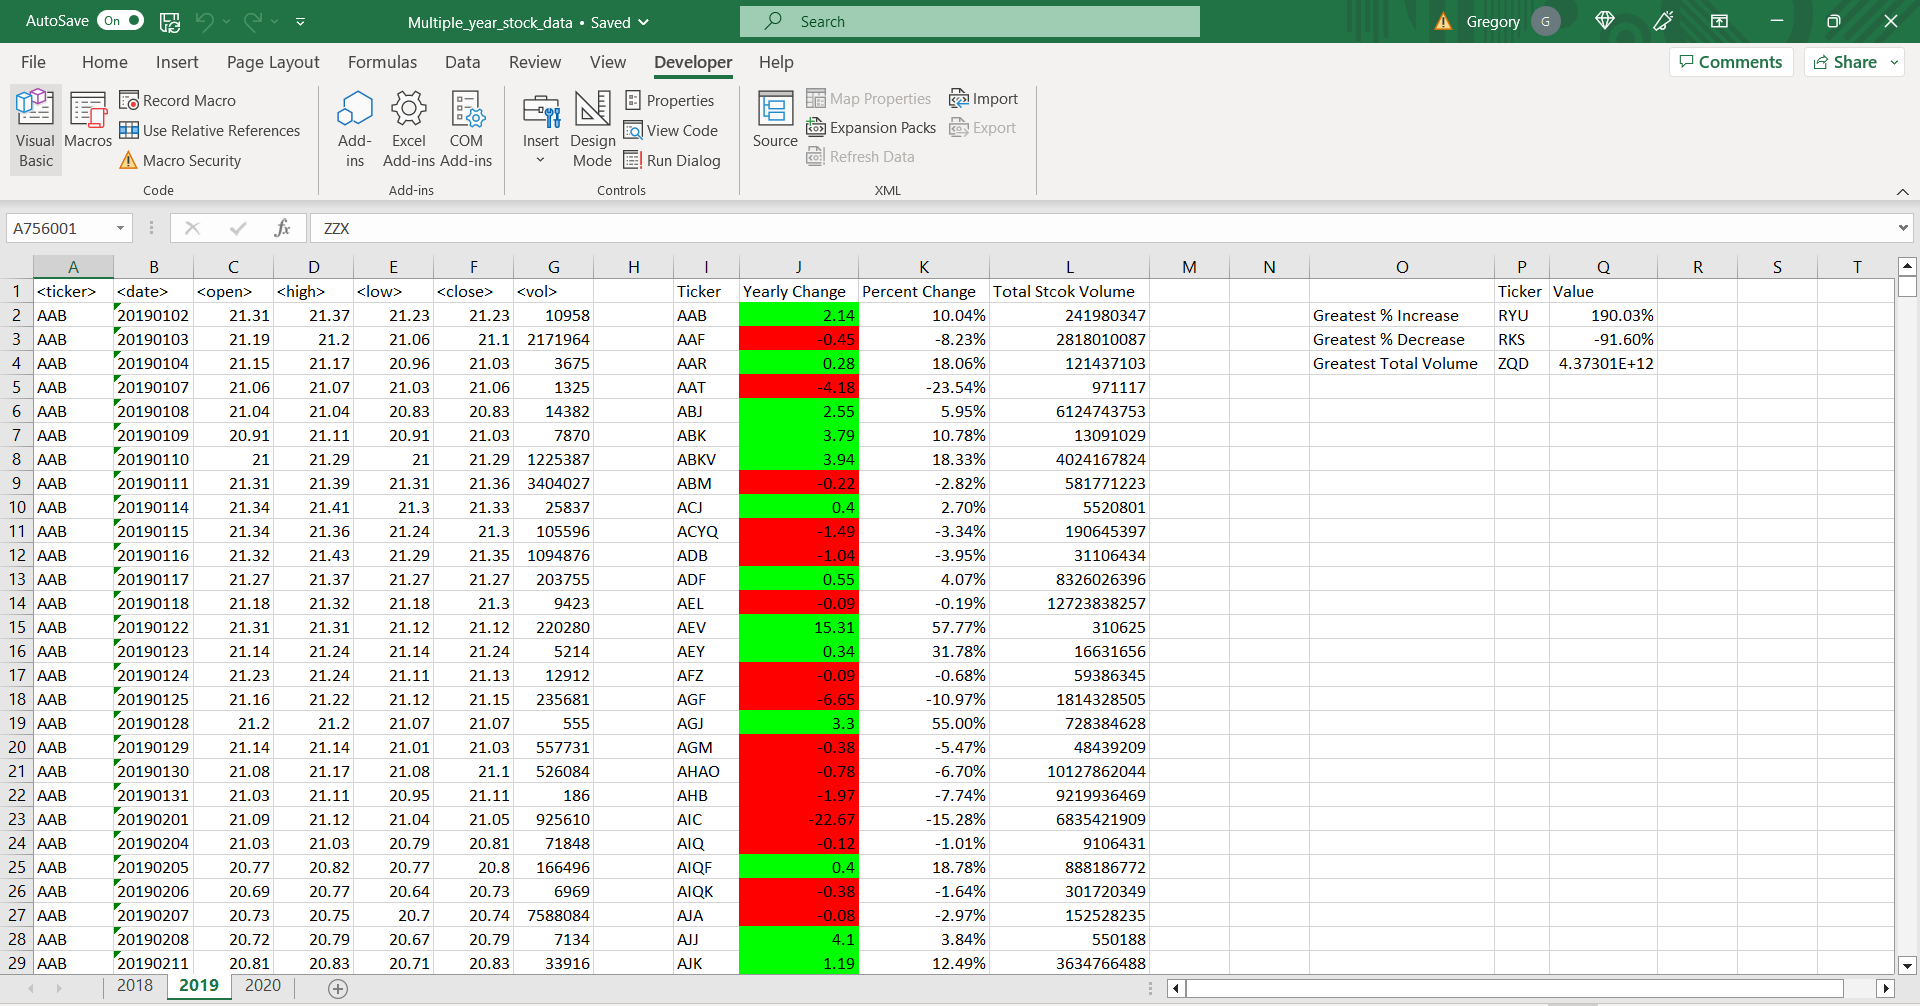 AutoSave On Multiple_year_stock_data • Saved Search Gregory G
File Home Insert Page Layout Formulas Data Review View Developer Help Comments Share
Visual Basic Macros Record Macro Use Relative References Macro Security Code
Add-ins Excel Add-ins COM Add-ins Add-ins
Insert Design Mode Properties View Code Run Dialog Controls
Source Map Properties Expansion Packs Refresh Data Import Export XML
A756001 fx ZZX
A B C D E F G H I J K L M N O P Q R S T
1 <ticker> <date> <open> <high> <low> <close> <vol> Ticker Yearly Change Percent Change Total Stcok Volume Ticker Value
2 AAB 20190102 21.31 21.37 21.23 21.23 10958 AAB 2.14 10.04% 241980347 Greatest % Increase RYU 190.03%
3 AAB 20190103 21.19 21.2 21.06 21.1 2171964 AAF -0.45 -8.23% 2818010087 Greatest % Decrease RKS -91.60%
4 AAB 20190104 21.15 21.17 20.96 21.03 3675 AAR 0.28 18.06% 121437103 Greatest Total Volume ZQD 4.37301E+12
5 AAB 20190107 21.06 21.07 21.03 21.06 1325 AAT -4.18 -23.54% 971117
6 AAB 20190108 21.04 21.04 20.83 20.83 14382 ABJ 2.55 5.95% 6124743753
7 AAB 20190109 20.91 21.11 20.91 21.03 7870 ABK 3.79 10.78% 13091029
8 AAB 20190110 21 21.29 21 21.29 1225387 ABKV 3.94 18.33% 4024167824
9 AAB 20190111 21.31 21.39 21.31 21.36 3404027 ABM -0.22 -2.82% 581771223
10 AAB 20190114 21.34 21.41 21.3 21.33 25837 ACJ 0.4 2.70% 5520801
11 AAB 20190115 21.34 21.36 21.24 21.3 105596 ACYQ -1.49 -3.34% 190645397
12 AAB 20190116 21.32 21.43 21.29 21.35 1094876 ADB -1.04 -3.95% 31106434
13 AAB 20190117 21.27 21.37 21.27 21.27 203755 ADF 0.55 4.07% 8326026396
14 AAB 20190118 21.18 21.32 21.18 21.3 9423 AEL -0.09 -0.19% 12723838257
15 AAB 20190122 21.31 21.31 21.12 21.12 220280 AEV 15.31 57.77% 310625
16 AAB 20190123 21.14 21.24 21.14 21.24 5214 AEY 0.34 31.78% 16631656
17 AAB 20190124 21.23 21.24 21.11 21.13 12912 AFZ -0.09 -0.68% 59386345
18 AAB 20190125 21.16 21.22 21.12 21.15 235681 AGF -6.65 -10.97% 1814328505
19 AAB 20190128 21.2 21.2 21.07 21.07 555 AGJ 3.3 55.00% 728384628
20 AAB 20190129 21.14 21.14 21.01 21.03 557731 AGM -0.38 -5.47% 48439209
21 AAB 20190130 21.08 21.17 21.08 21.1 526084 AHAO -0.78 -6.70% 10127862044
22 AAB 20190131 21.03 21.11 20.95 21.11 186 AHB -1.97 -7.74% 9219936469
23 AAB 20190201 21.09 21.12 21.04 21.05 925610 AIC -22.67 -15.28% 6835421909
24 AAB 20190204 21.03 21.03 20.79 20.81 71848 AIQ -0.12 -1.01% 9106431
25 AAB 20190205 20.77 20.82 20.77 20.8 166496 AIQF 0.4 18.78% 888186772
26 AAB 20190206 20.69 20.77 20.64 20.73 6969 AIQK -0.38 -1.64% 301720349
27 AAB 20190207 20.73 20.75 20.7 20.74 7588084 AJA -0.08 -2.97% 152528235
28 AAB 20190208 20.72 20.79 20.67 20.79 7134 AJJ 4.1 3.84% 550188
29 AAB 20190211 20.81 20.83 20.71 20.83 33916 AJK 1.19 12.49% 3634766488
2018 2019 2020